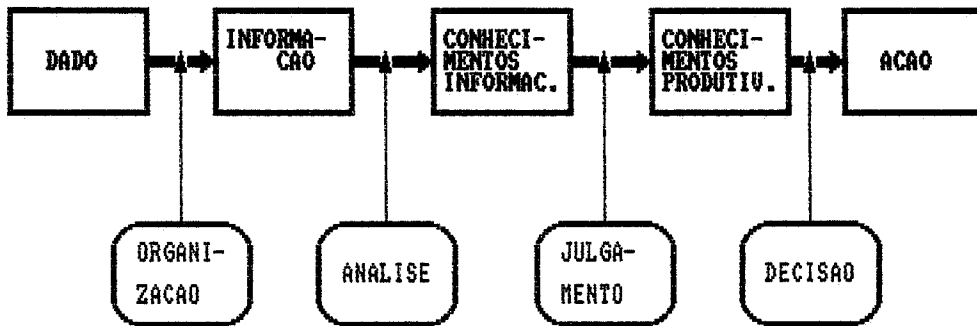 DADO
INFORMA-
CAO
CONHECI-
MENTOS
INFORMAC.
CONHECI-
MENTOS
PRODUTIV.
ACAO
ORGANI-
ZACAO
ANALISE
JULGA-
MENTO
DECISAO